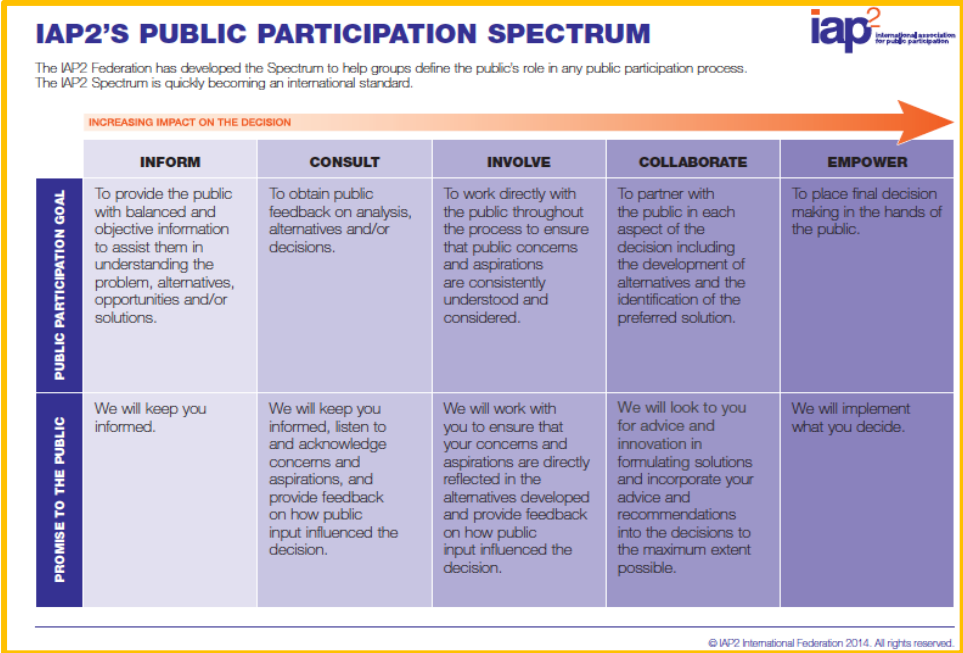 IAP2'S PUBLIC PARTICIPATION SPECTRUM
iap2
international association
for public participation
The IAP2 Federation has developed the Spectrum to help groups define the public's role in any public participation process.
The IAP2 Spectrum is quickly becoming an international standard.
INCREASING IMPACT ON THE DECISION
INFORM
CONSULT
INVOLVE
COLLABORATE
EMPOWER
PUBLIC PARTICIPATION GOAL
To provide the public
with balanced and
objective information
to assist them in
understanding the
problem, alternatives,
opportunities and/or
solutions.
To obtain public
feedback on analysis,
alternatives and/or
decisions.
To work directly with
the public throughout
the process to ensure
that public concerns
and aspirations
are consistently
understood and
considered.
To partner with
the public in each
aspect of the
decision including
the development of
alternatives and the
identification of the
preferred solution.
To place final decision
making in the hands of
the public.
PROMISE TO THE PUBLIC
We will keep you
informed.
We will keep you
informed, listen to
and acknowledge
concerns and
aspirations, and
provide feedback
on how public
input influenced the
decision.
We will work with
you to ensure that
your concerns and
aspirations are directly
reflected in the
alternatives developed
and provide feedback
on how public
input influenced the
decision.
We will look to you
for advice and
innovation in
formulating solutions
and incorporate your
advice and
recommendations
into the decisions to
the maximum extent
possible.
We will implement
what you decide.
© IAP2 International Federation 2014. All rights reserved.